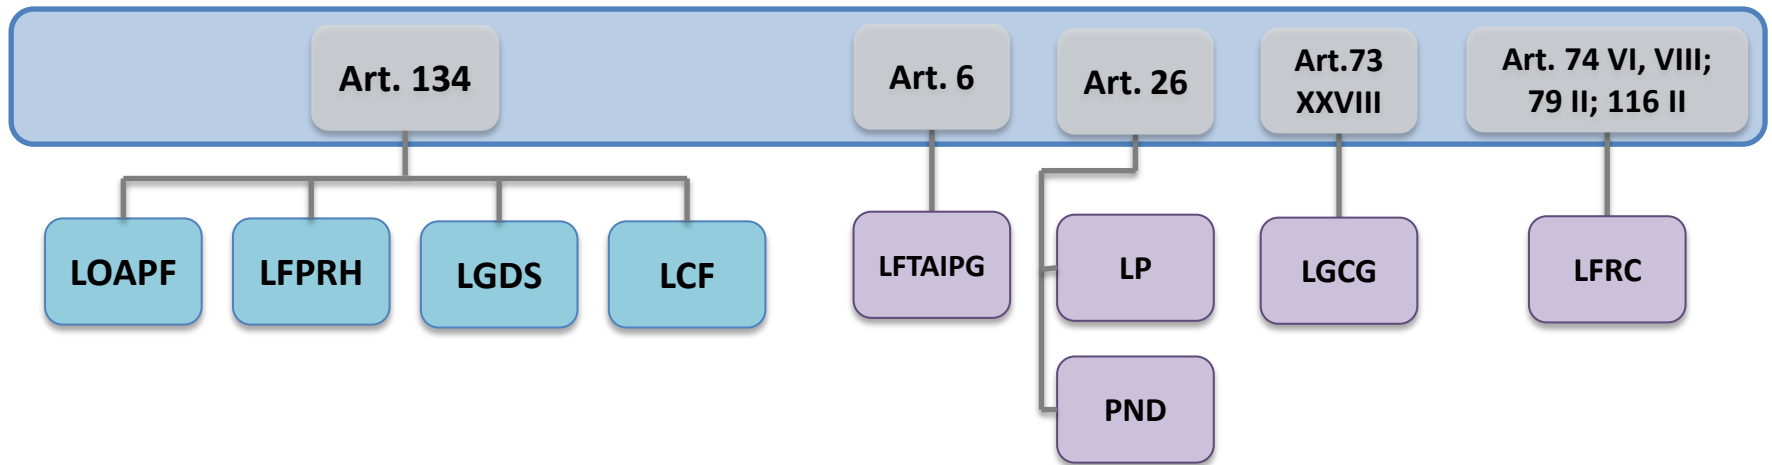 Art. 134
Art. 6
Art. 26
Art.73
XXVIII
Art. 74 VI, VIII;
79 II; 116 II
LOAPF
LFPRH
LGDS
LCF
LFTAIPG
LP
LGCG
LFRC
PND